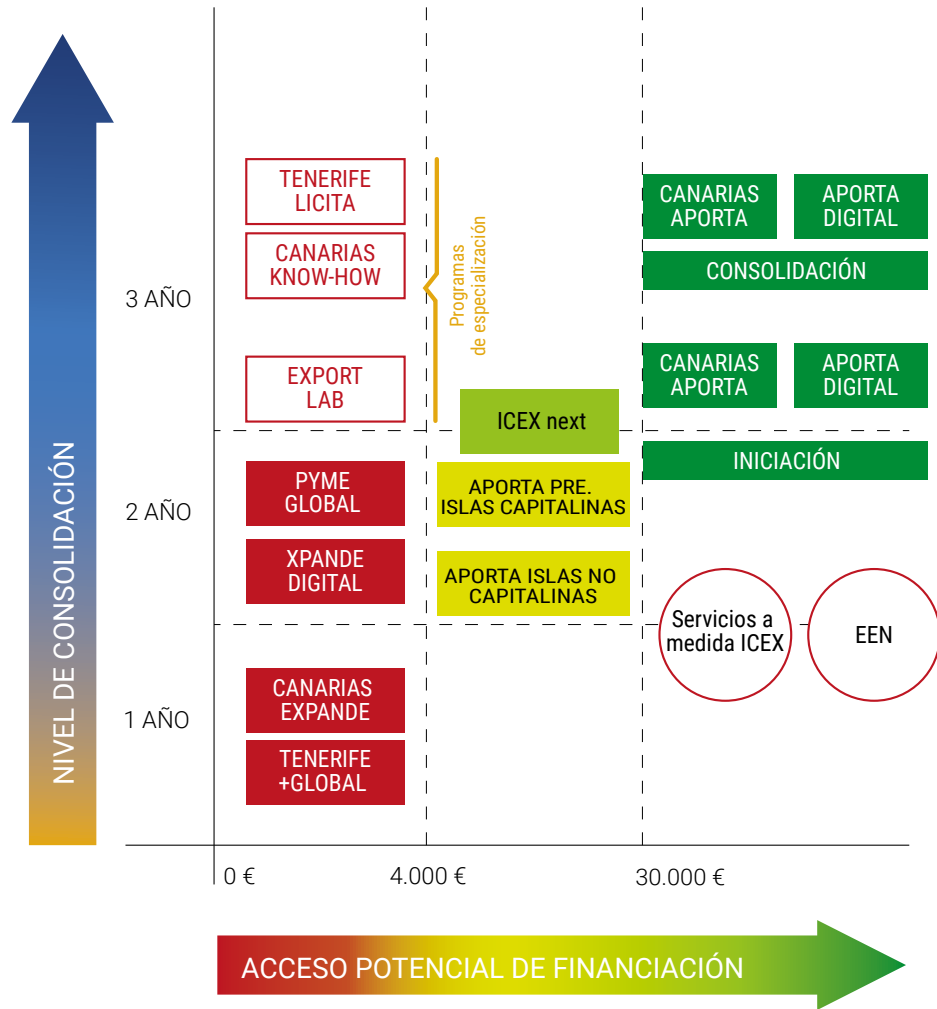 NIVEL DE CONSOLIDACIÓN
3 AÑO
2 AÑO
1 AÑO
TENERIFE
LICITA
CANARIAS
KNOW-HOW
EXPORT
LAB
Programas
de especialización
CANARIAS
APORTA
APORTA
DIGITAL
CONSOLIDACIÓN
CANARIAS
APORTA
APORTA
DIGITAL
INICIACIÓN
ICEX next
PYME
GLOBAL
APORTA PRE.
ISLAS CAPITALINAS
XPANDE
DIGITAL
APORTA ISLAS NO
CAPITALINAS
Servicios a
medida ICEX
EEN
CANARIAS
EXPANDE
TENERIFE
+GLOBAL
0 €
4.000 €
30.000 €
ACCESO POTENCIAL DE FINANCIACIÓN